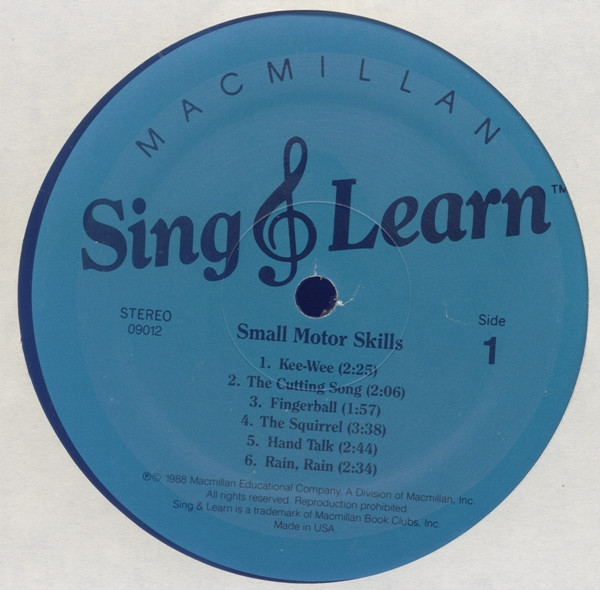 MACMILLAN
Sing & Learn™
STEREO
09012
Side
1
Small Motor Skills
1. Kee-Wee (2:25)
2. The Cutting Song (2:06)
3. Fingerball (1:57)
4. The Squirrel (3:38)
5. Hand Talk (2:44)
6. Rain, Rain (2:34)
℗© 1988 Macmillan Educational Company. A Division of Macmillan, Inc.
All rights reserved. Reproduction prohibited.
Sing & Learn is a trademark of Macmillan Book Clubs, Inc.
Made in USA